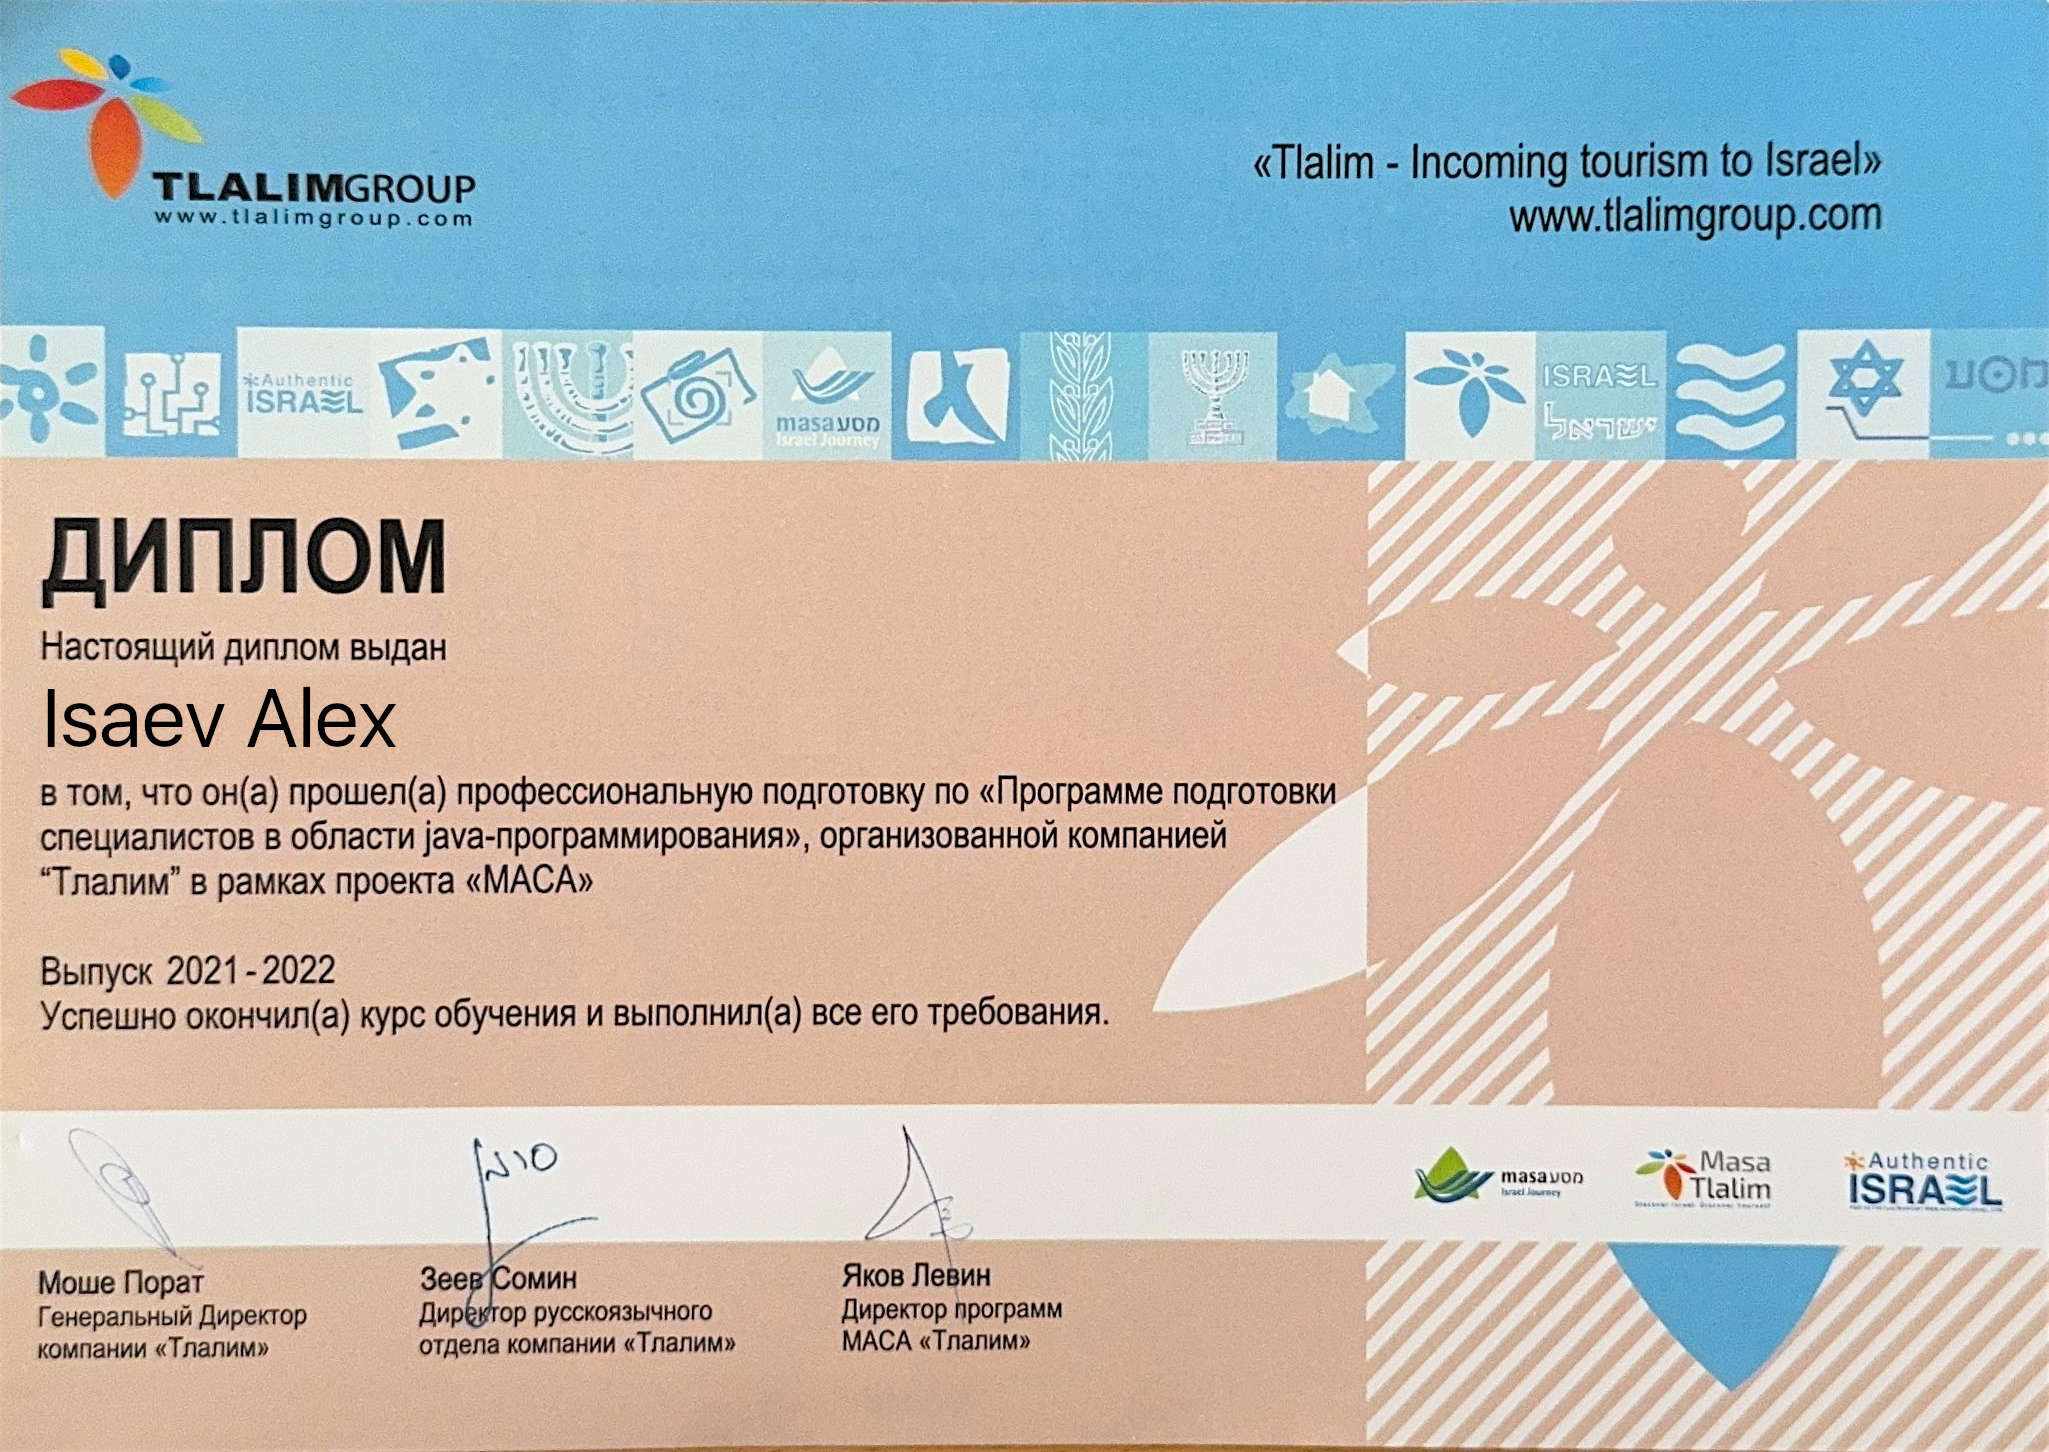 TLALIMGROUP
www.tlalimgroup.com
«Tlalim - Incoming tourism to Israel»
www.tlalimgroup.com
Authentic
ISRAEL
masa מסע
Israel Journey
ISRAEL
ישראל
מסע
ДИПЛОМ
Настоящий диплом выдан
Isaev Alex
в том, что он(а) прошел(а) профессиональную подготовку по «Программе подготовки
специалистов в области java-программирования», организованной компанией
“Тлалим” в рамках проекта «МАСА»
Выпуск 2021-2022
Успешно окончил(а) курс обучения и выполнил(а) все его требования.
masa מסע
Israel Journey
Masa
Tlalim
Authentic
ISRAEL
Моше Порат
Генеральный Директор
компании «Тлалим»
Зеев Сомин
Директор русскоязычного
отдела компании «Тлалим»
Яков Левин
Директор программ
МАСА «Тлалим»